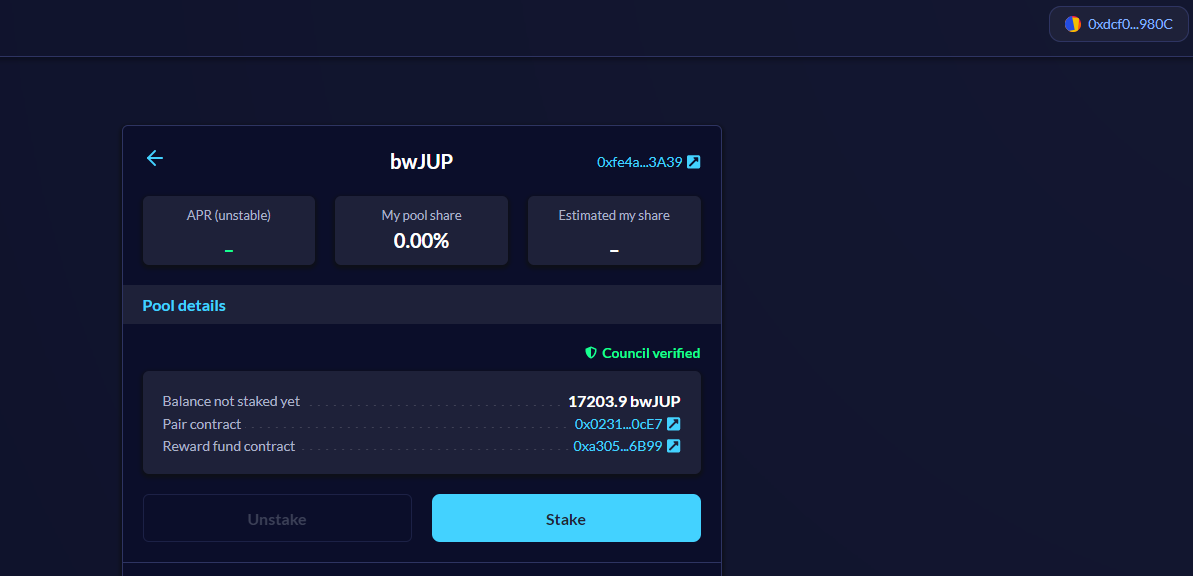 0xdcf0...980C
bwJUP
0xfe4a...3A39
APR (unstable)
–
My pool share
0.00%
Estimated my share
–
Pool details
Council verified
Balance not staked yet 17203.9 bwJUP
Pair contract 0x0231...0cE7
Reward fund contract 0xa305...6B99
Unstake
Stake